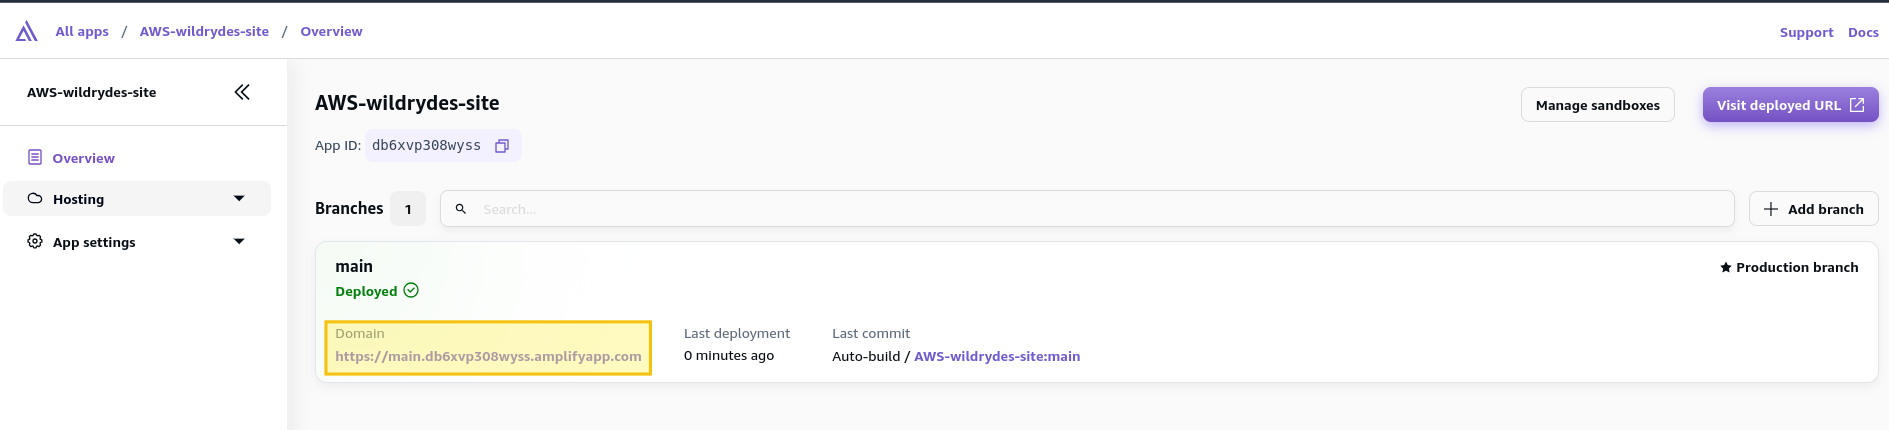 All apps / AWS-wildrydes-site / Overview
Support Docs
AWS-wildrydes-site
Overview
Hosting
App settings
AWS-wildrydes-site
Manage sandboxes
Visit deployed URL
App ID: db6xvp308wyss
Branches 1
Search...
Add branch
main
Production branch
Deployed
Domain
https://main.db6xvp308wyss.amplifyapp.com
Last deployment
0 minutes ago
Last commit
Auto-build / AWS-wildrydes-site:main